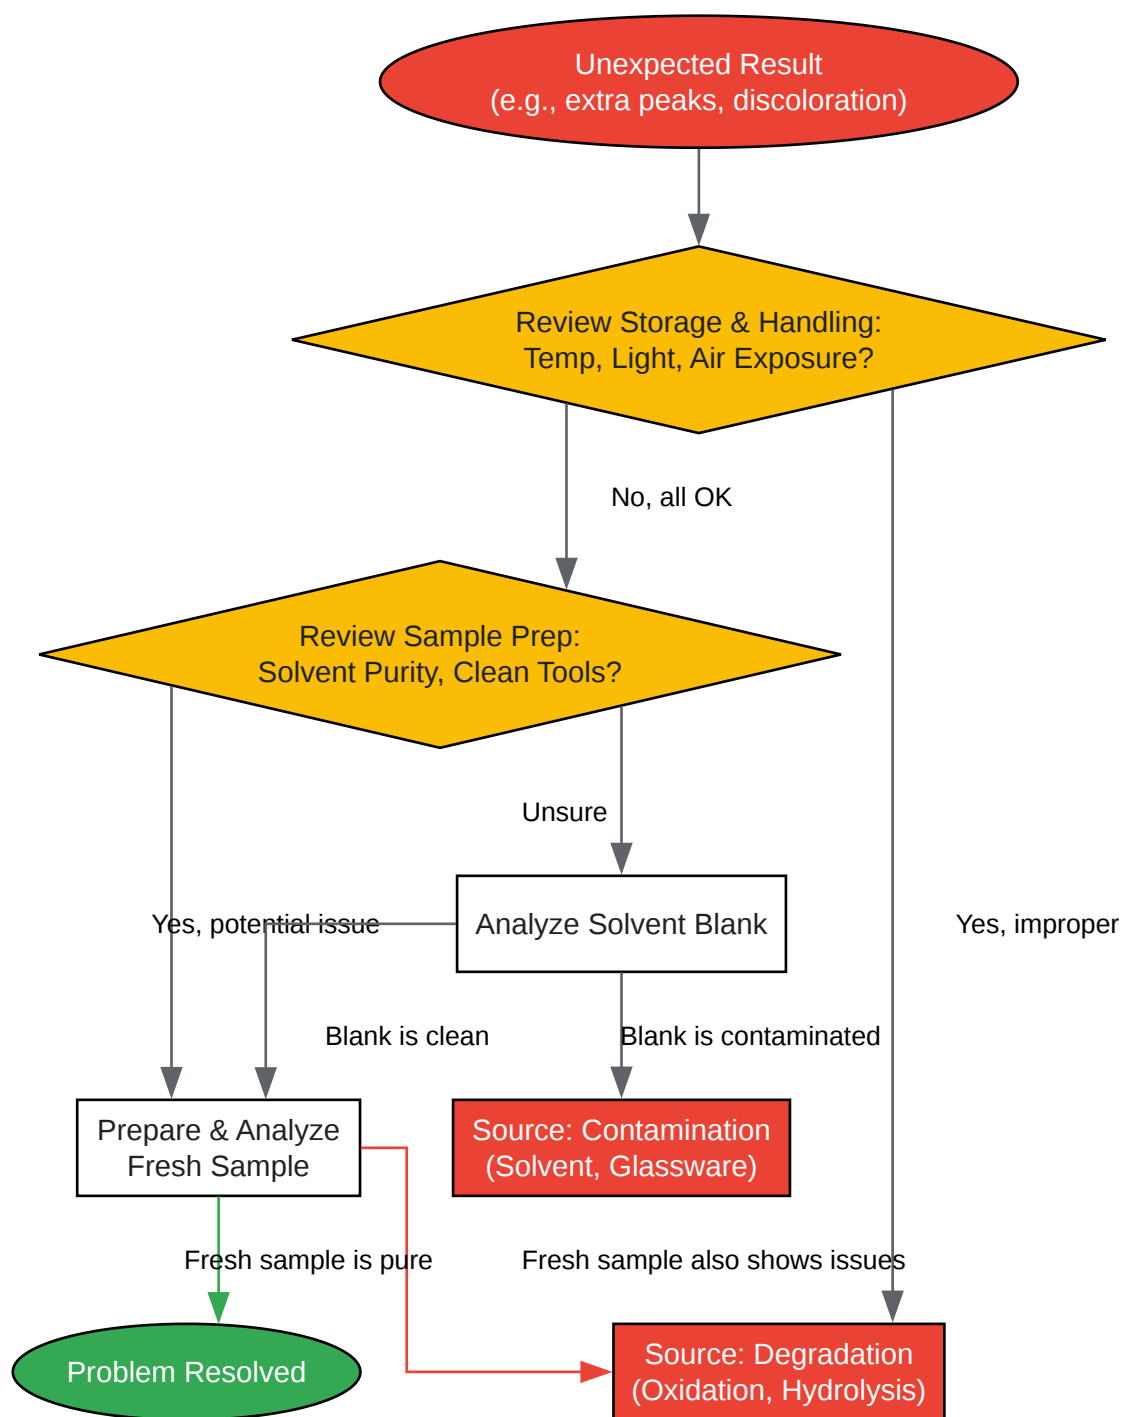 Unexpected Result
(e.g., extra peaks, discoloration)
Review Storage & Handling:
Temp, Light, Air Exposure?
No, all OK
Review Sample Prep:
Solvent Purity, Clean Tools?
Unsure
Yes, potential issue
Analyze Solvent Blank
Yes, improper
Blank is clean
Blank is contaminated
Prepare & Analyze
Fresh Sample
Source: Contamination
(Solvent, Glassware)
Fresh sample is pure
Fresh sample also shows issues
Problem Resolved
Source: Degradation
(Oxidation, Hydrolysis)